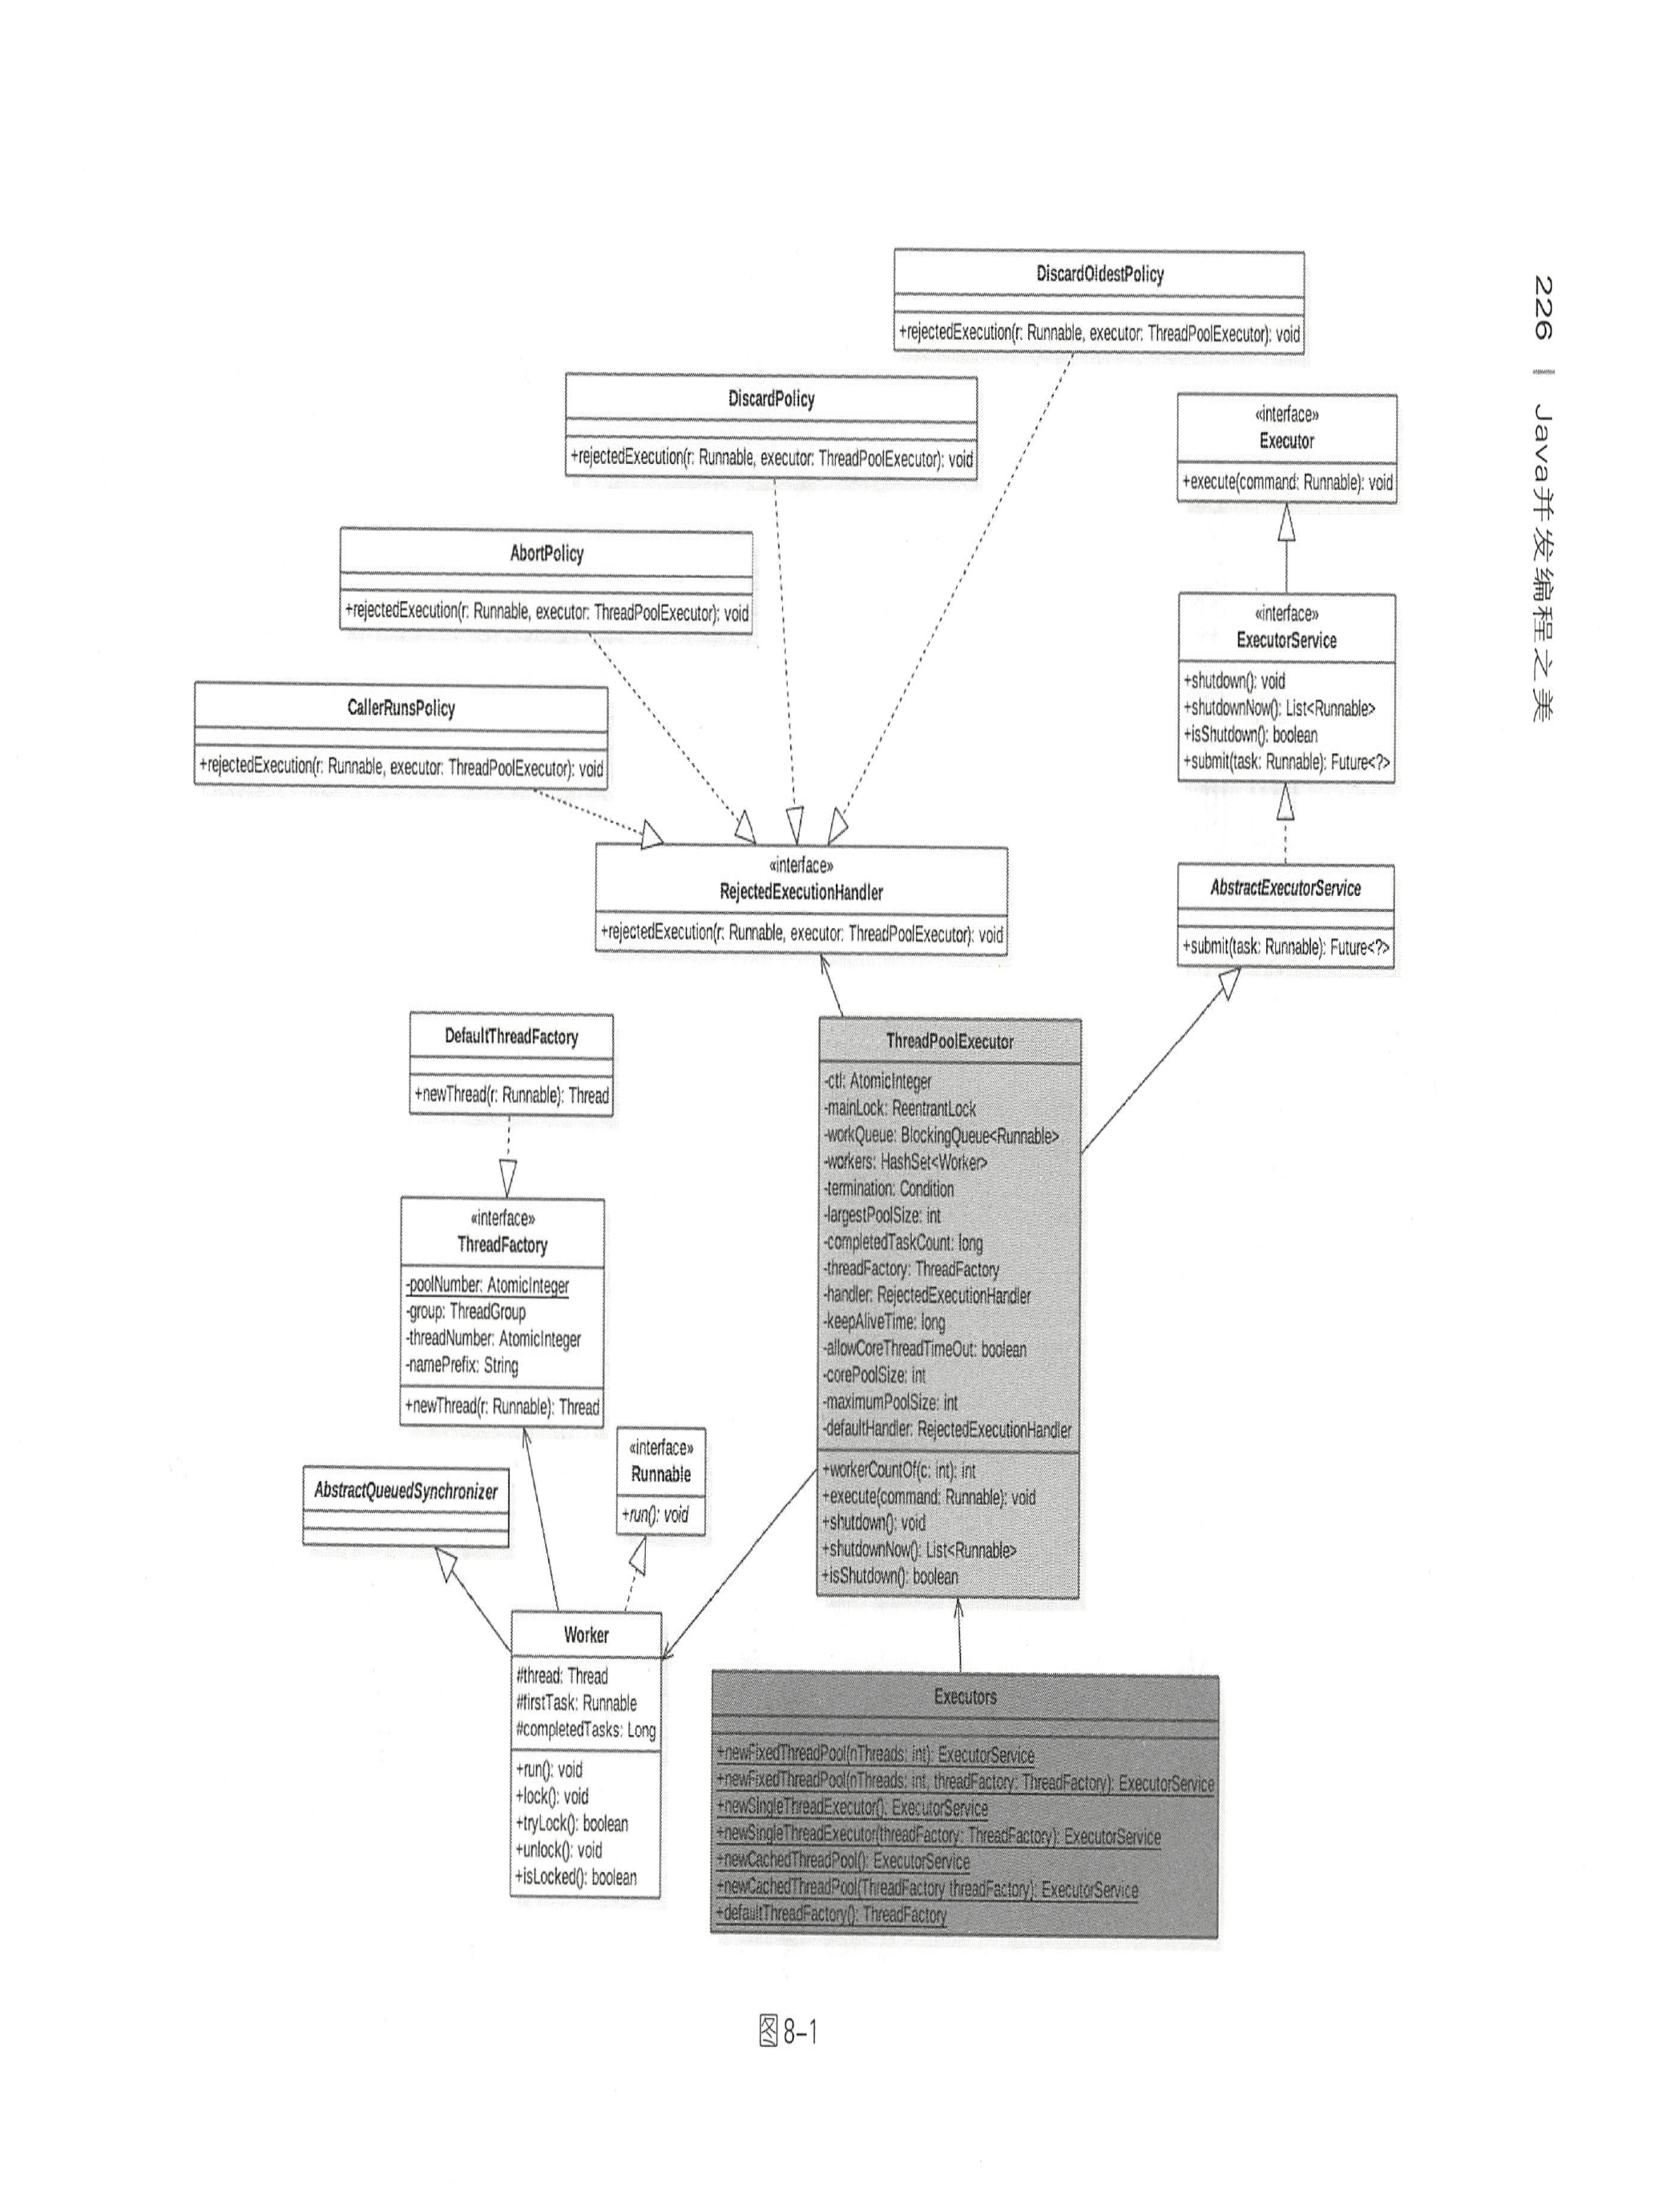 226 | Java并发编程之美
DiscardOldestPolicy
+rejectedExecution(r: Runnable, executor: ThreadPoolExecutor): void
DiscardPolicy
+rejectedExecution(r: Runnable, executor: ThreadPoolExecutor): void
«interface»
Executor
+execute(command: Runnable): void
AbortPolicy
+rejectedExecution(r: Runnable, executor: ThreadPoolExecutor): void
«interface»
ExecutorService
+shutdown(): void
+shutdownNow(): List<Runnable>
+isShutdown(): boolean
+submit(task: Runnable): Future<?>
CallerRunsPolicy
+rejectedExecution(r: Runnable, executor: ThreadPoolExecutor): void
«interface»
RejectedExecutionHandler
+rejectedExecution(r: Runnable, executor: ThreadPoolExecutor): void
AbstractExecutorService
+submit(task: Runnable): Future<?>
DefaultThreadFactory
+newThread(r: Runnable): Thread
ThreadPoolExecutor
-ctl: AtomicInteger
-mainLock: ReentrantLock
-workQueue: BlockingQueue<Runnable>
-workers: HashSet<Worker>
-termination: Condition
-largestPoolSize: int
-completedTaskCount: long
-threadFactory: ThreadFactory
-handler: RejectedExecutionHandler
-keepAliveTime: long
-allowCoreThreadTimeOut: boolean
-corePoolSize: int
-maximumPoolSize: int
-defaultHandler: RejectedExecutionHandler
+workerCountOf(c: int): int
+execute(command: Runnable): void
+shutdown(): void
+shutdownNow(): List<Runnable>
+isShutdown(): boolean
«interface»
ThreadFactory
-poolNumber: AtomicInteger
-group: ThreadGroup
-threadNumber: AtomicInteger
-namePrefix: String
+newThread(r: Runnable): Thread
«interface»
Runnable
+run(): void
AbstractQueuedSynchronizer
Worker
#thread: Thread
#firstTask: Runnable
#completedTasks: Long
+run(): void
+lock(): void
+tryLock(): boolean
+unlock(): void
+isLocked(): boolean
Executors
+newFixedThreadPool(nThreads: int): ExecutorService
+newFixedThreadPool(nThreads: int, threadFactory: ThreadFactory): ExecutorService
+newSingleThreadExecutor(): ExecutorService
+newSingleThreadExecutor(threadFactory: ThreadFactory): ExecutorService
+newCachedThreadPool(): ExecutorService
+newCachedThreadPool(ThreadFactory threadFactory): ExecutorService
+defaultThreadFactory(): ThreadFactory
图8-1